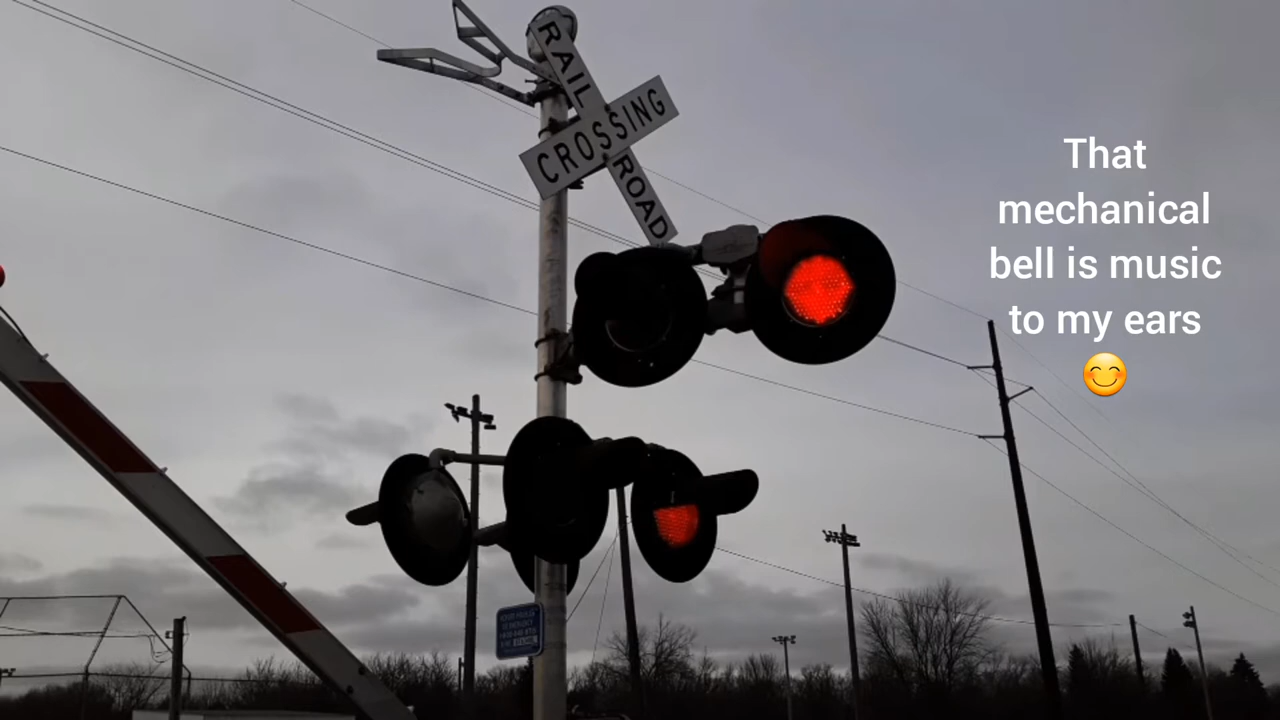 RAIL ROAD
CROSSING
That
mechanical
bell is music
to my ears
😊